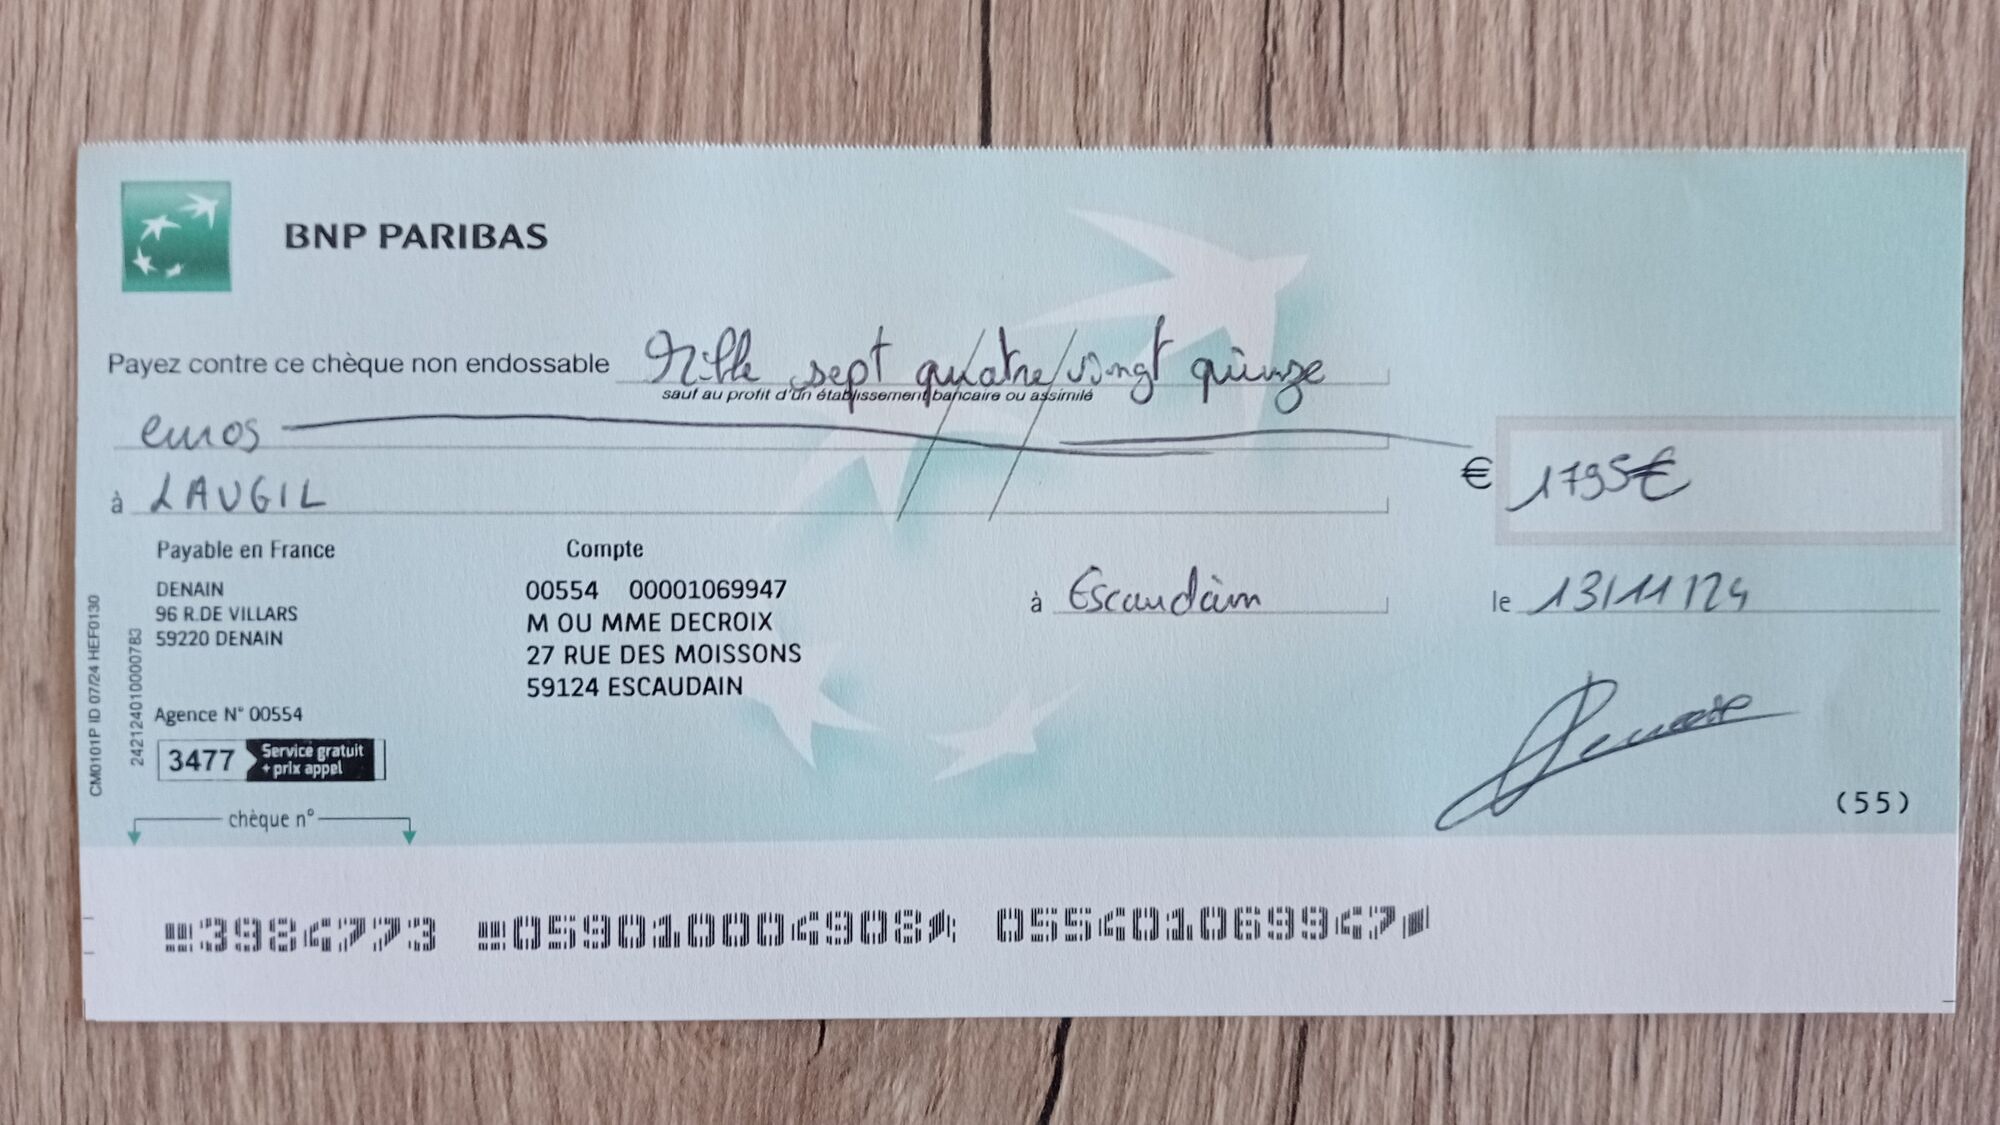 BNP PARIBAS
Payez contre ce chèque non endossable Mille sept quatre vingt quinze
sauf au profit d'un établissement bancaire ou assimilé
euros
€ 1795€
à LAUGIL
Payable en France
Compte
DENAIN
96 R.DE VILLARS
59220 DENAIN
00554 00001069947
M OU MME DECROIX
27 RUE DES MOISSONS
59124 ESCAUDAIN
à Escaudain
le 13/11/24
CM0101P ID 07/24 HEF0130
2421240100000783
Agence N° 00554
3477 Service gratuit
+ prix appel
(55)
chèque n°
3984773 059010004908 055401069947